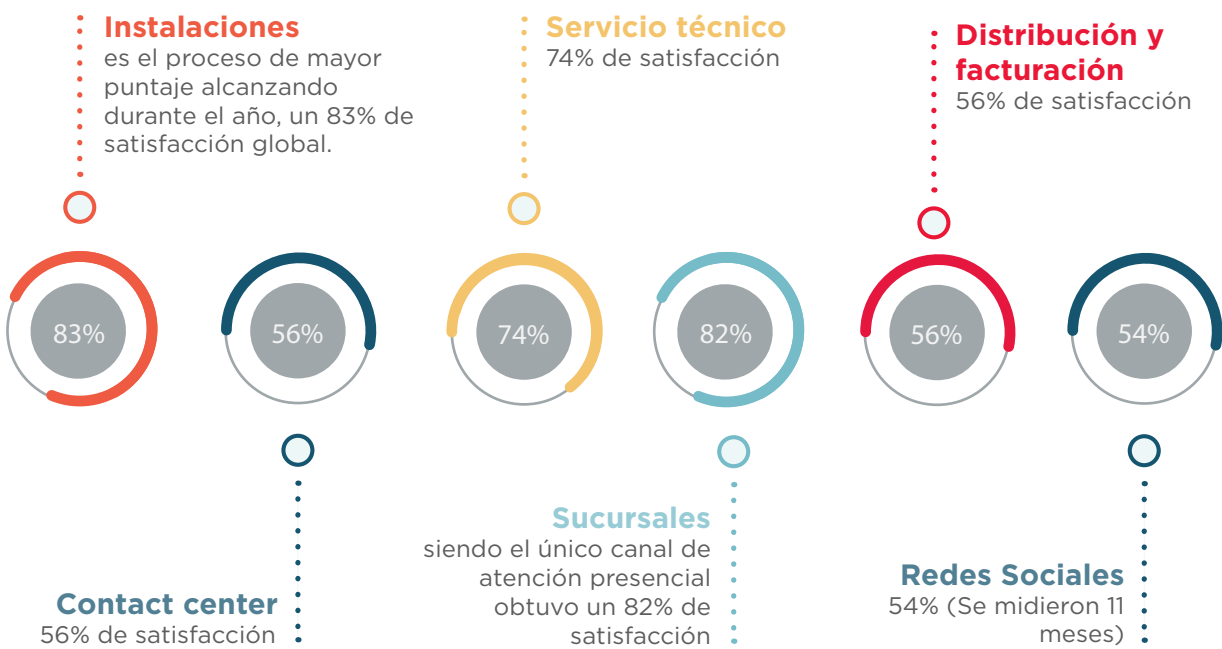 Instalaciones
es el proceso de mayor
puntaje alcanzando
durante el año, un 83% de
satisfacción global.
Servicio técnico
74% de satisfacción
Distribución y
facturación
56% de satisfacción
83%
56%
74%
82%
56%
54%
Contact center
56% de satisfacción
Sucursales
siendo el único canal de
atención presencial
obtuvo un 82% de
satisfacción
Redes Sociales
54% (Se midieron 11
meses)